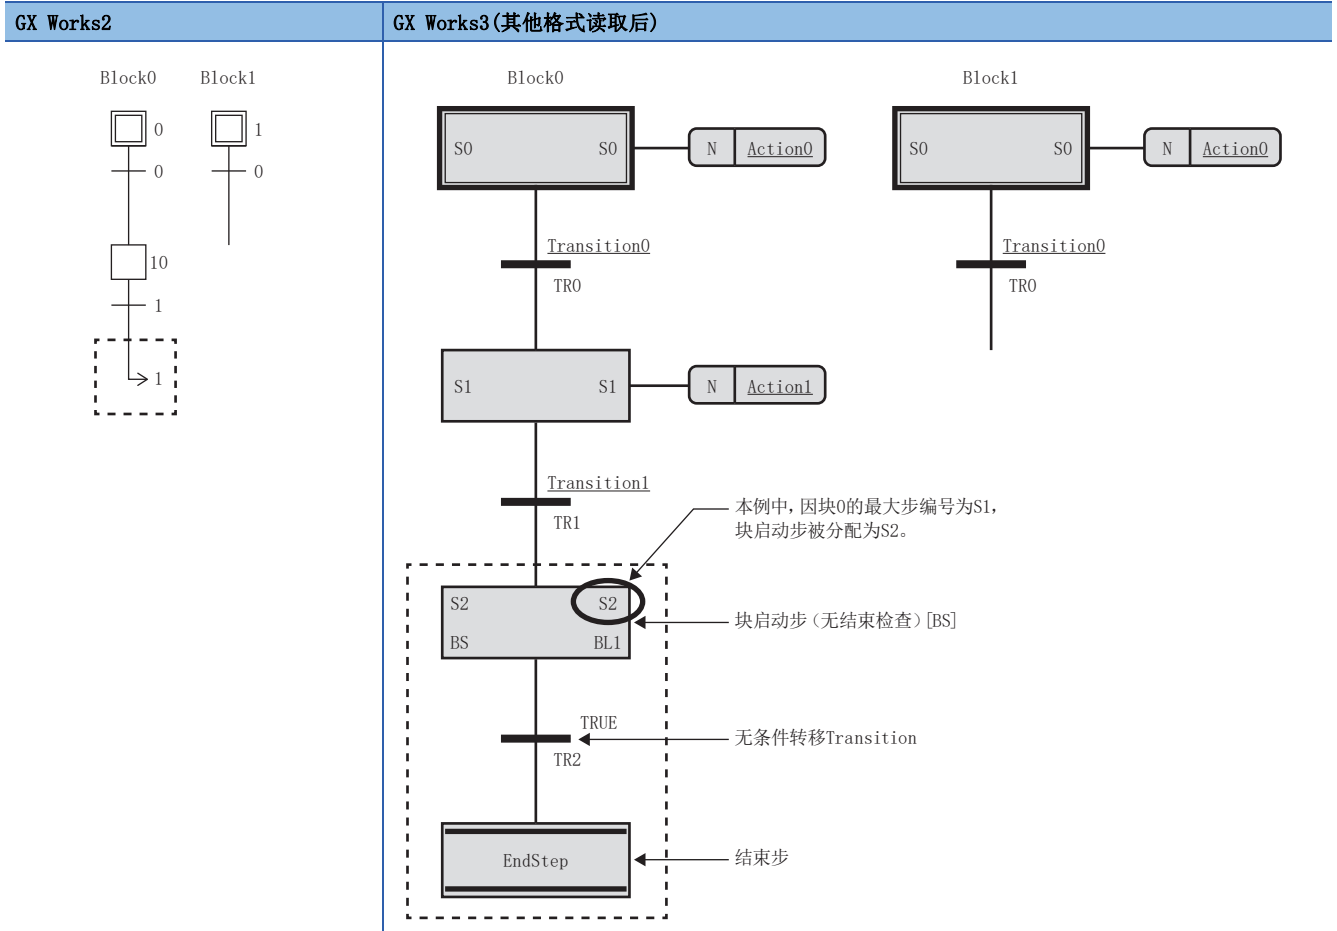 GX Works2
GX Works3(其他格式读取后)
Block0
Block1
0
1
0
0
10
1
1
Block0
Block1
S0
S0
N
Action0
S0
S0
N
Action0
Transition0
TR0
Transition0
TR0
S1
S1
N
Action1
Transition1
TR1
本例中，因块0的最大步编号为S1，
块启动步被分配为S2。
S2
S2
BS
BL1
块启动步（无结束检查）[BS]
TRUE
TR2
无条件转移Transition
EndStep
结束步